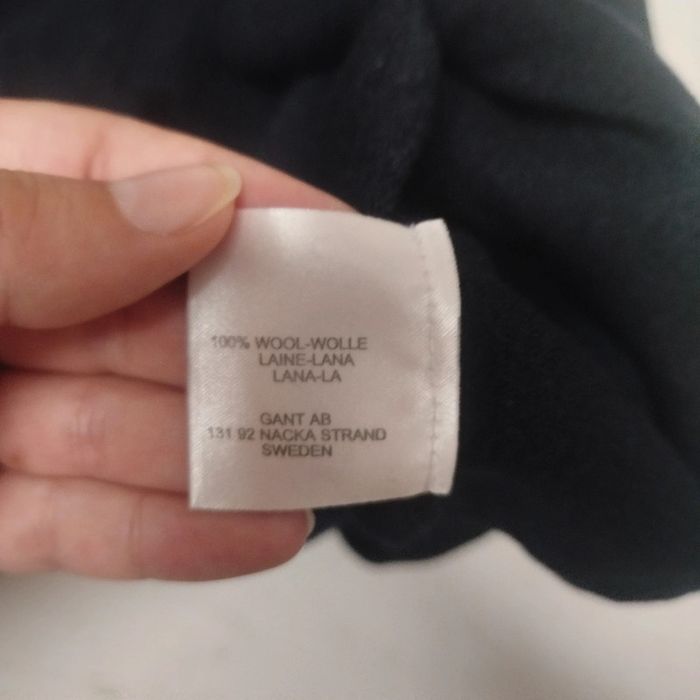 100% WOOL-WOLLE
LAINE-LANA
LANA-LA
GANT AB
131 92 NACKA STRAND
SWEDEN